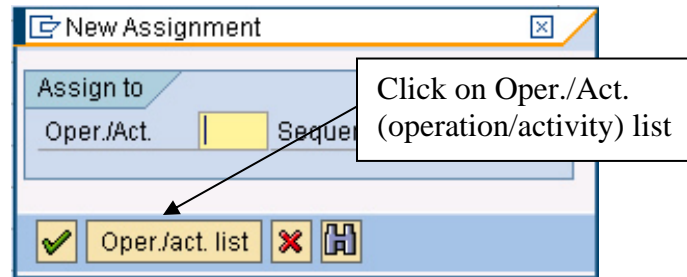 New Assignment
Assign to
Oper./Act.
Click on Oper./Act.
(operation/activity) list
Oper./act. list